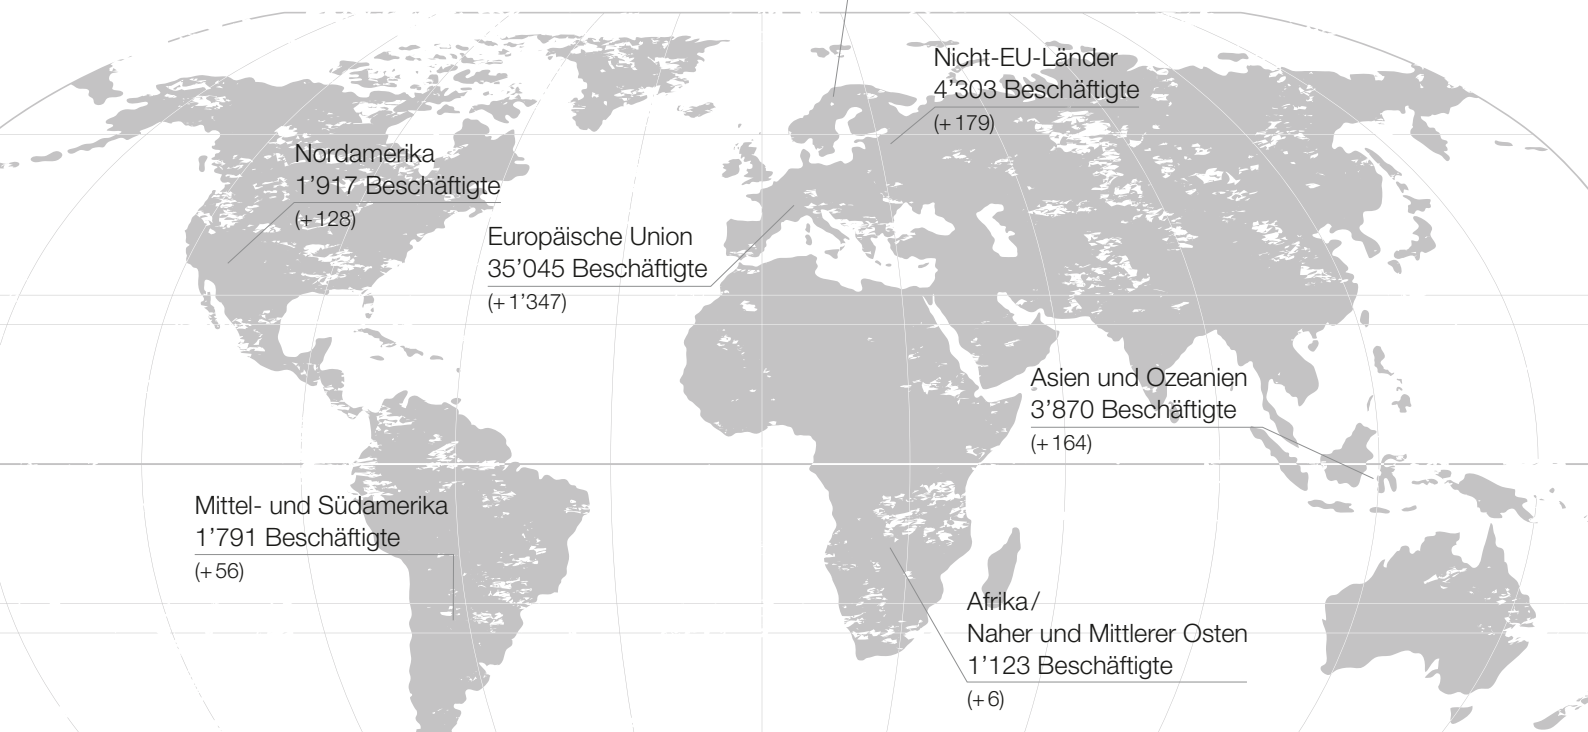 Nicht-EU-Länder
4’303 Beschäftigte
(+ 179)
Nordamerika
1’917 Beschäftigte
(+ 128)
Europäische Union
35’045 Beschäftigte
(+ 1’347)
Asien und Ozeanien
3’870 Beschäftigte
(+ 164)
Mittel- und Südamerika
1’791 Beschäftigte
(+ 56)
Afrika /
Naher und Mittlerer Osten
1’123 Beschäftigte
(+ 6)